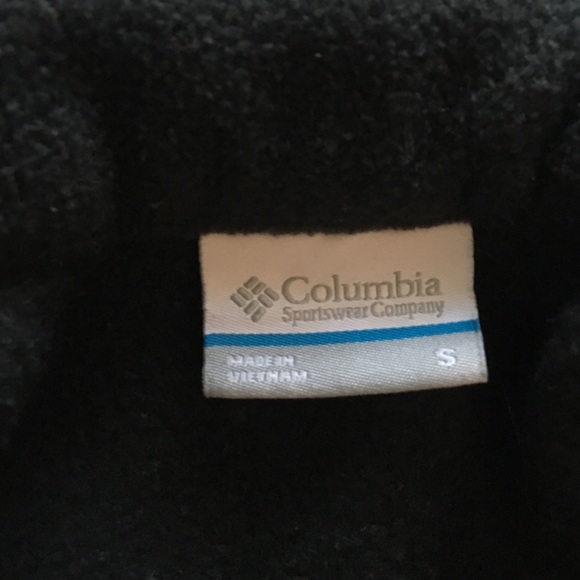 Columbia
Sportswear Company
MADE IN
VIETNAM
S